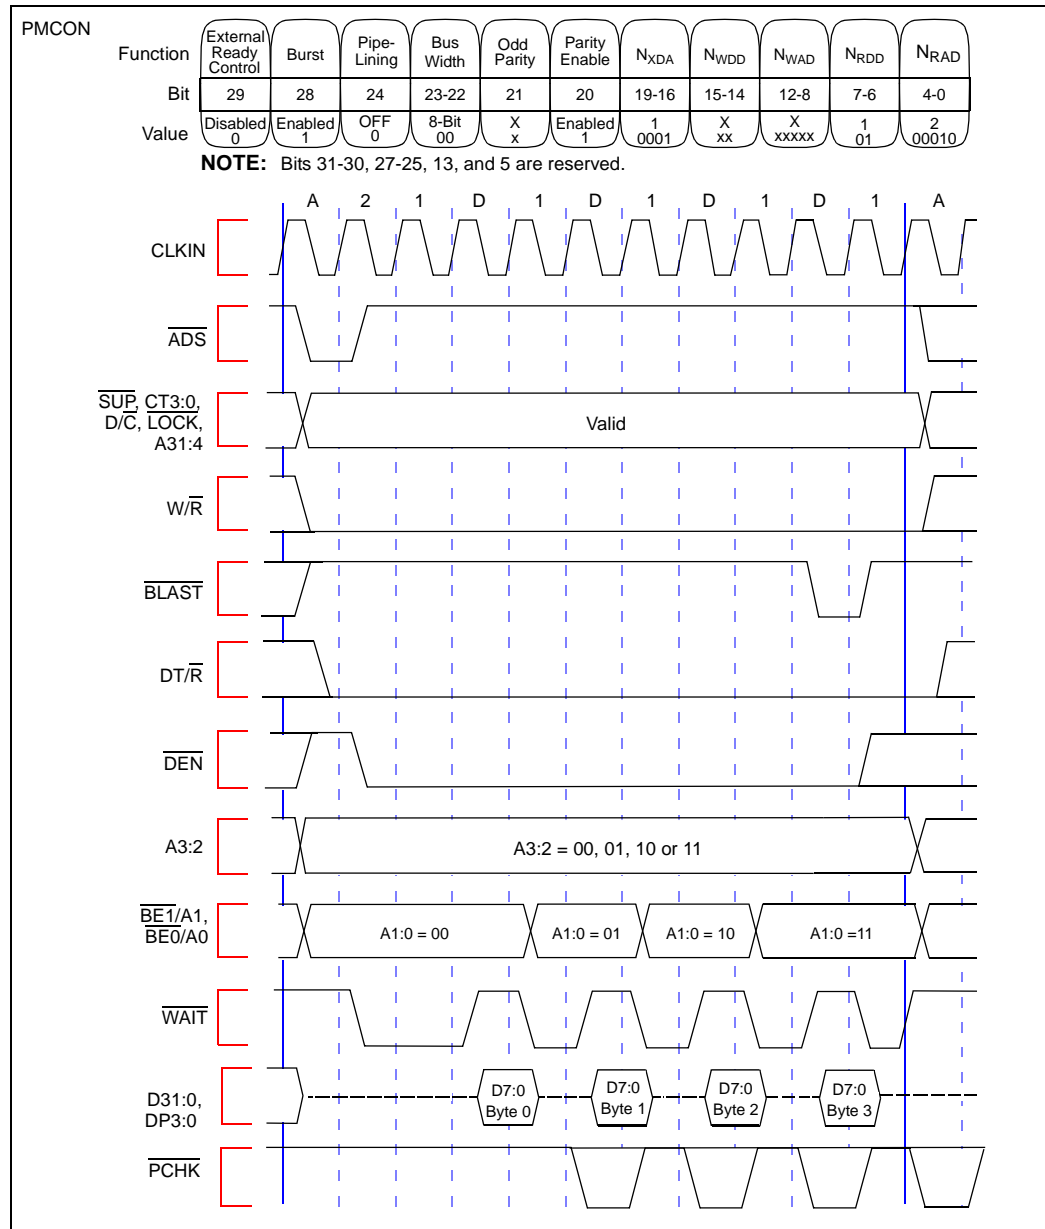 PMCON
Function External Ready Control Burst Pipe-Lining Bus Width Odd Parity Parity Enable NXDA NWDD NWAD NRDD NRAD
Bit 29 28 24 23-22 21 20 19-16 15-14 12-8 7-6 4-0
Value Disabled 0 Enabled 1 OFF 0 8-Bit 00 X x Enabled 1 1 0001 X xx X xxxxx 1 01 2 00010
NOTE: Bits 31-30, 27-25, 13, and 5 are reserved.
A 2 1 D 1 D 1 D 1 D 1 A
CLKIN
ADS
SUP, CT3:0,
D/C, LOCK,
A31:4
Valid
W/R
BLAST
DT/R
DEN
A3:2
A3:2 = 00, 01, 10 or 11
BE1/A1,
BE0/A0
A1:0 = 00 A1:0 = 01 A1:0 = 10 A1:0 =11
WAIT
D31:0,
DP3:0
D7:0 D7:0 D7:0 D7:0
Byte 0 Byte 1 Byte 2 Byte 3
PCHK